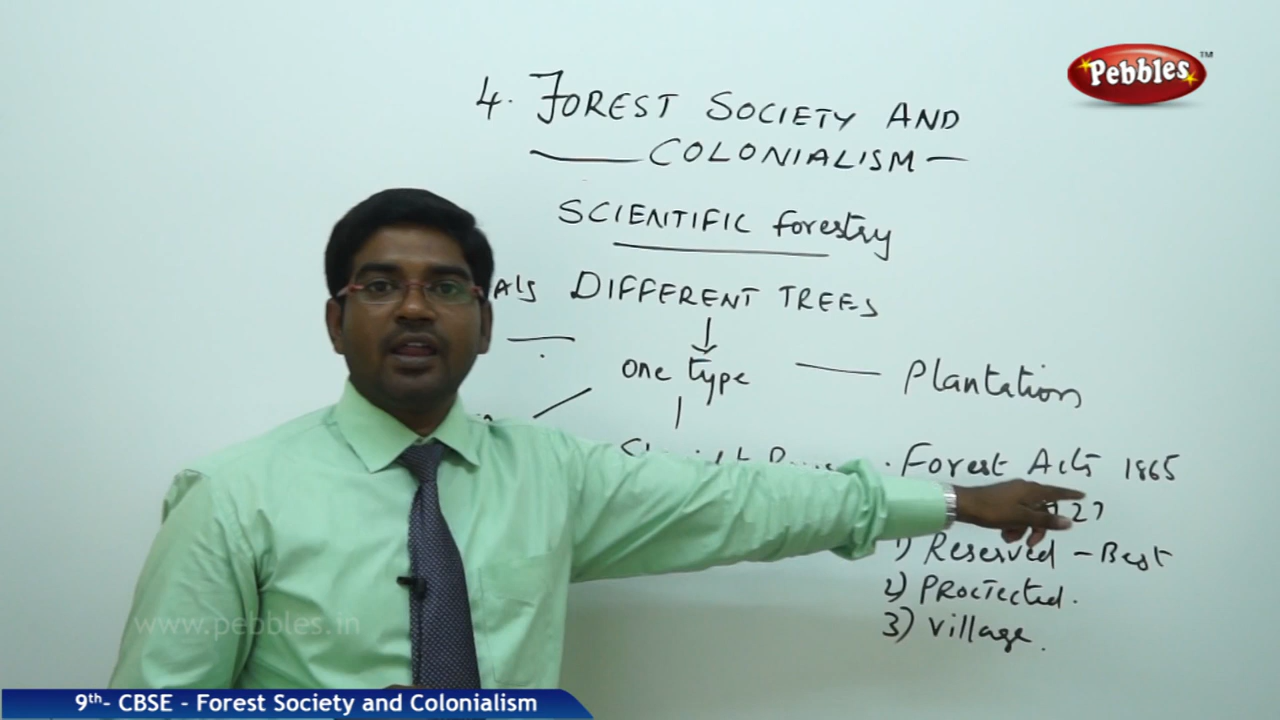 Pebbles™
4. FOREST SOCIETY AND
COLONIALISM
SCIENTIFIC forestry
DIFFERENT TREES
one type
Plantation
Forest Acts 1865
1) Reserved - Best
2) PROCTECTED.
3) Village.
www.pebbles.in
9th- CBSE - Forest Society and Colonialism